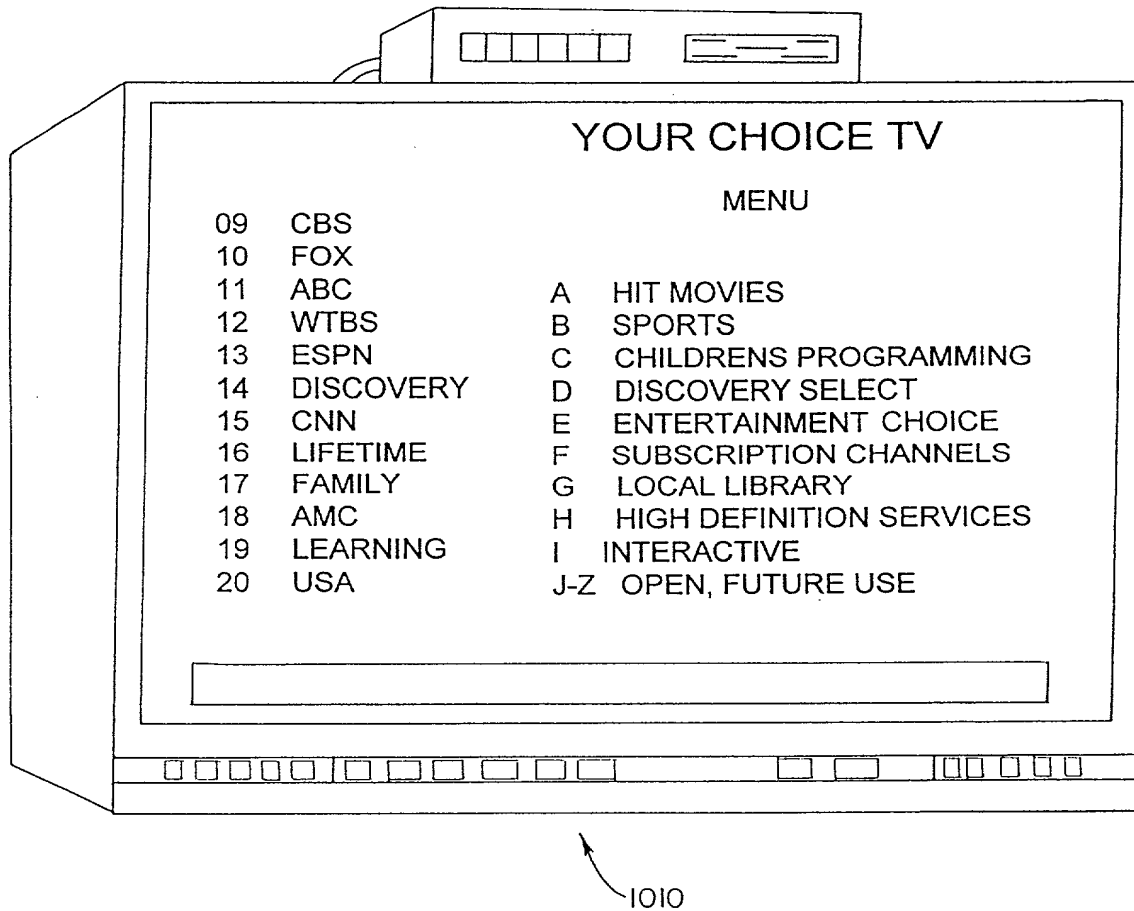 YOUR CHOICE TV
MENU
09 CBS
10 FOX
11 ABC
12 WTBS
13 ESPN
14 DISCOVERY
15 CNN
16 LIFETIME
17 FAMILY
18 AMC
19 LEARNING
20 USA
A HIT MOVIES
B SPORTS
C CHILDRENS PROGRAMMING
D DISCOVERY SELECT
E ENTERTAINMENT CHOICE
F SUBSCRIPTION CHANNELS
G LOCAL LIBRARY
H HIGH DEFINITION SERVICES
I INTERACTIVE
J-Z OPEN, FUTURE USE
1010